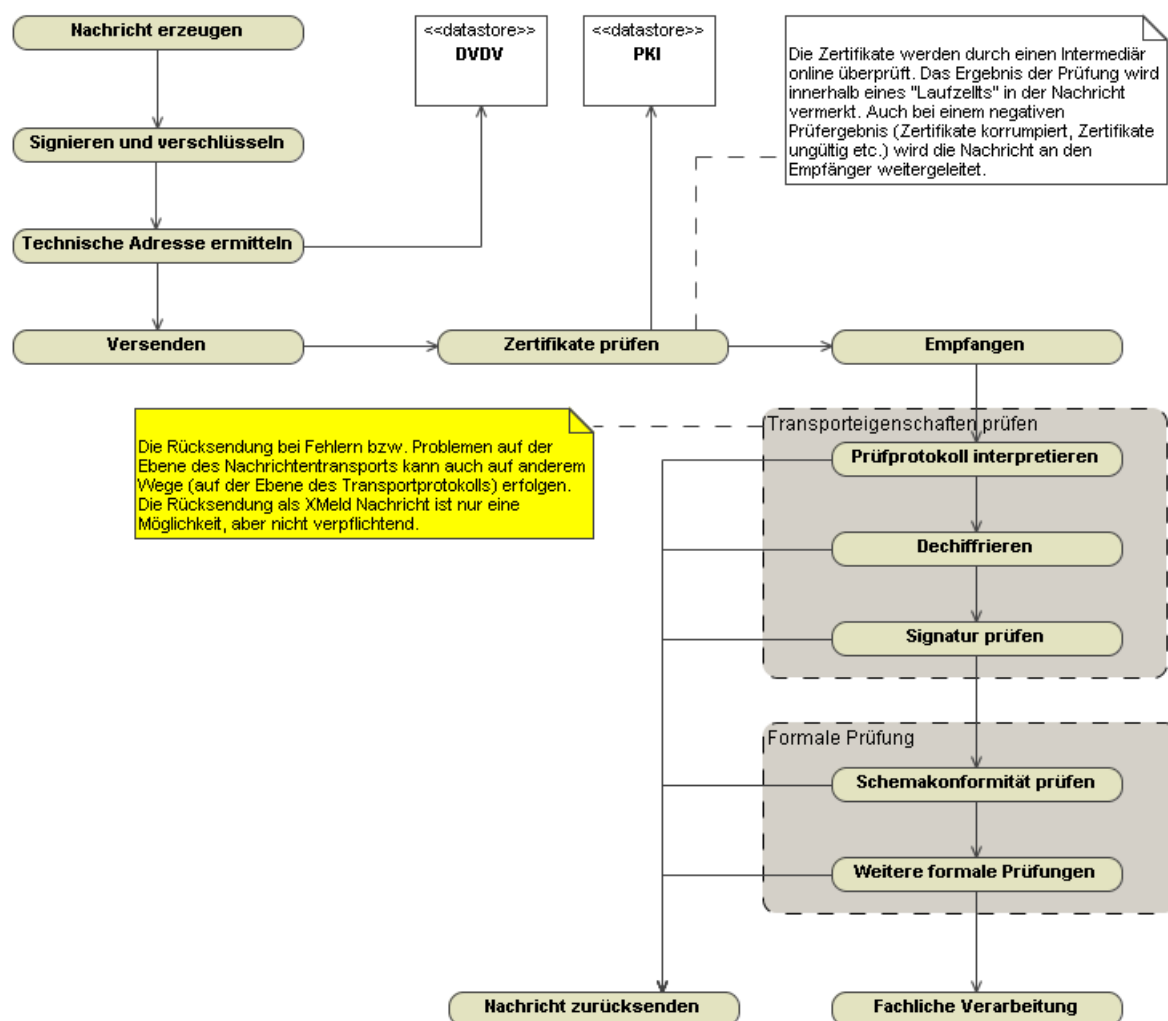 Nachricht erzeugen
<<datastore>>
DVDV
<<datastore>>
PKI
Die Zertifikate werden durch einen Intermediär
online überprüft. Das Ergebnis der Prüfung wird
innerhalb eines "Laufzellts" in der Nachricht
vermerkt. Auch bei einem negativen
Prüfergebnis (Zertifikate korrumpiert, Zertifikate
ungültig etc.) wird die Nachricht an den
Empfänger weitergeleitet.
Signieren und verschlüsseln
Technische Adresse ermitteln
Versenden
Zertifikate prüfen
Empfangen
Die Rücksendung bei Fehlern bzw. Problemen auf der
Ebene des Nachrichtentransports kann auch auf anderem
Wege (auf der Ebene des Transportprotokolls) erfolgen.
Die Rücksendung als XMeld Nachricht ist nur eine
Möglichkeit, aber nicht verpflichtend.
Transporteigenschaften prüfen
Prüfprotokoll interpretieren
Dechiffrieren
Signatur prüfen
Formale Prüfung
Schemakonformität prüfen
Weitere formale Prüfungen
Nachricht zurücksenden
Fachliche Verarbeitung